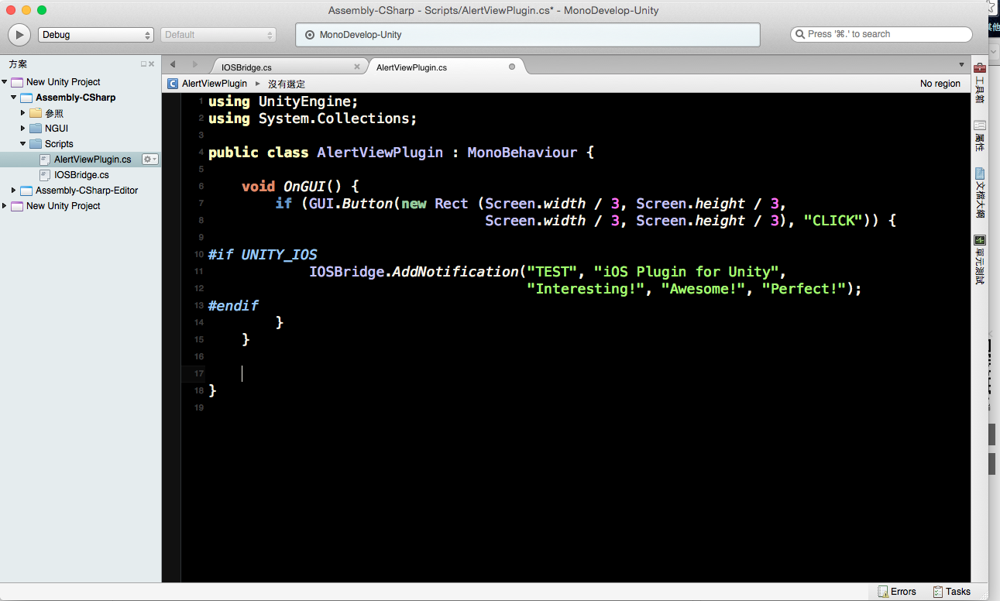 Assembly-CSharp - Scripts/AlertViewPlugin.cs* - MonoDevelop-Unity
Debug
Default
MonoDevelop-Unity
Press '⌘.' to search
方案
New Unity Project
Assembly-CSharp
參照
NGUI
Scripts
AlertViewPlugin.cs
IOSBridge.cs
Assembly-CSharp-Editor
New Unity Project
IOSBridge.cs
AlertViewPlugin.cs
AlertViewPlugin
沒有選定
No region
1 using UnityEngine;
2 using System.Collections;
3
4 public class AlertViewPlugin : MonoBehaviour {
5
6 void OnGUI() {
7 if (GUI.Button(new Rect (Screen.width / 3, Screen.height / 3,
8 Screen.width / 3, Screen.height / 3), "CLICK")) {
9
10 #if UNITY_IOS
11 IOSBridge.AddNotification("TEST", "iOS Plugin for Unity",
12 "Interesting!", "Awesome!", "Perfect!");
13 #endif
14 }
15 }
16
17
18 }
19
工具箱
屬性
文檔大綱
單元測試
其他
Errors
Tasks